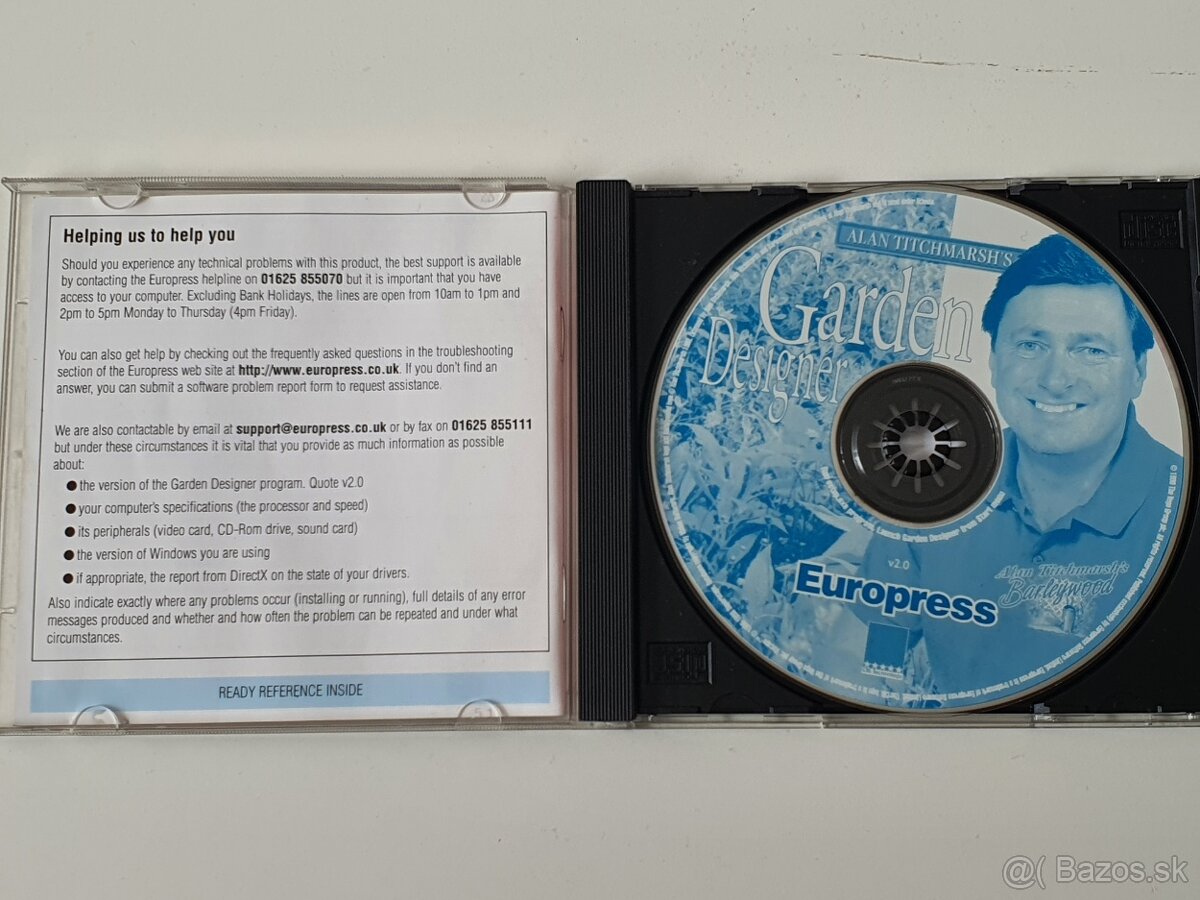 Helping us to help you
Should you experience any technical problems with this product, the best support is available
by contacting the Europress helpline on 01625 855070 but it is important that you have
access to your computer. Excluding Bank Holidays, the lines are open from 10am to 1pm and
2pm to 5pm Monday to Thursday (4pm Friday).
You can also get help by checking out the frequently asked questions in the troubleshooting
section of the Europress web site at http://www.europress.co.uk. If you don't find an
answer, you can submit a software problem report form to request assistance.
We are also contactable by email at support@europress.co.uk or by fax on 01625 855111
but under these circumstances it is vital that you provide as much information as possible
about:
● the version of the Garden Designer program. Quote v2.0
● your computer's specifications (the processor and speed)
● its peripherals (video card, CD-Rom drive, sound card)
● the version of Windows you are using
● if appropriate, the report from DirectX on the state of your drivers.
Also indicate exactly where any problems occur (installing or running), full details of any error
messages produced and whether and how often the problem can be repeated and under what
circumstances.
READY REFERENCE INSIDE
ALAN TITCHMARSH'S
Garden
Designer
Launch Garden Designer from Start menu
v2.0
Europress
Alan Titchmarsh's
Barleywood
@( Bazos.sk